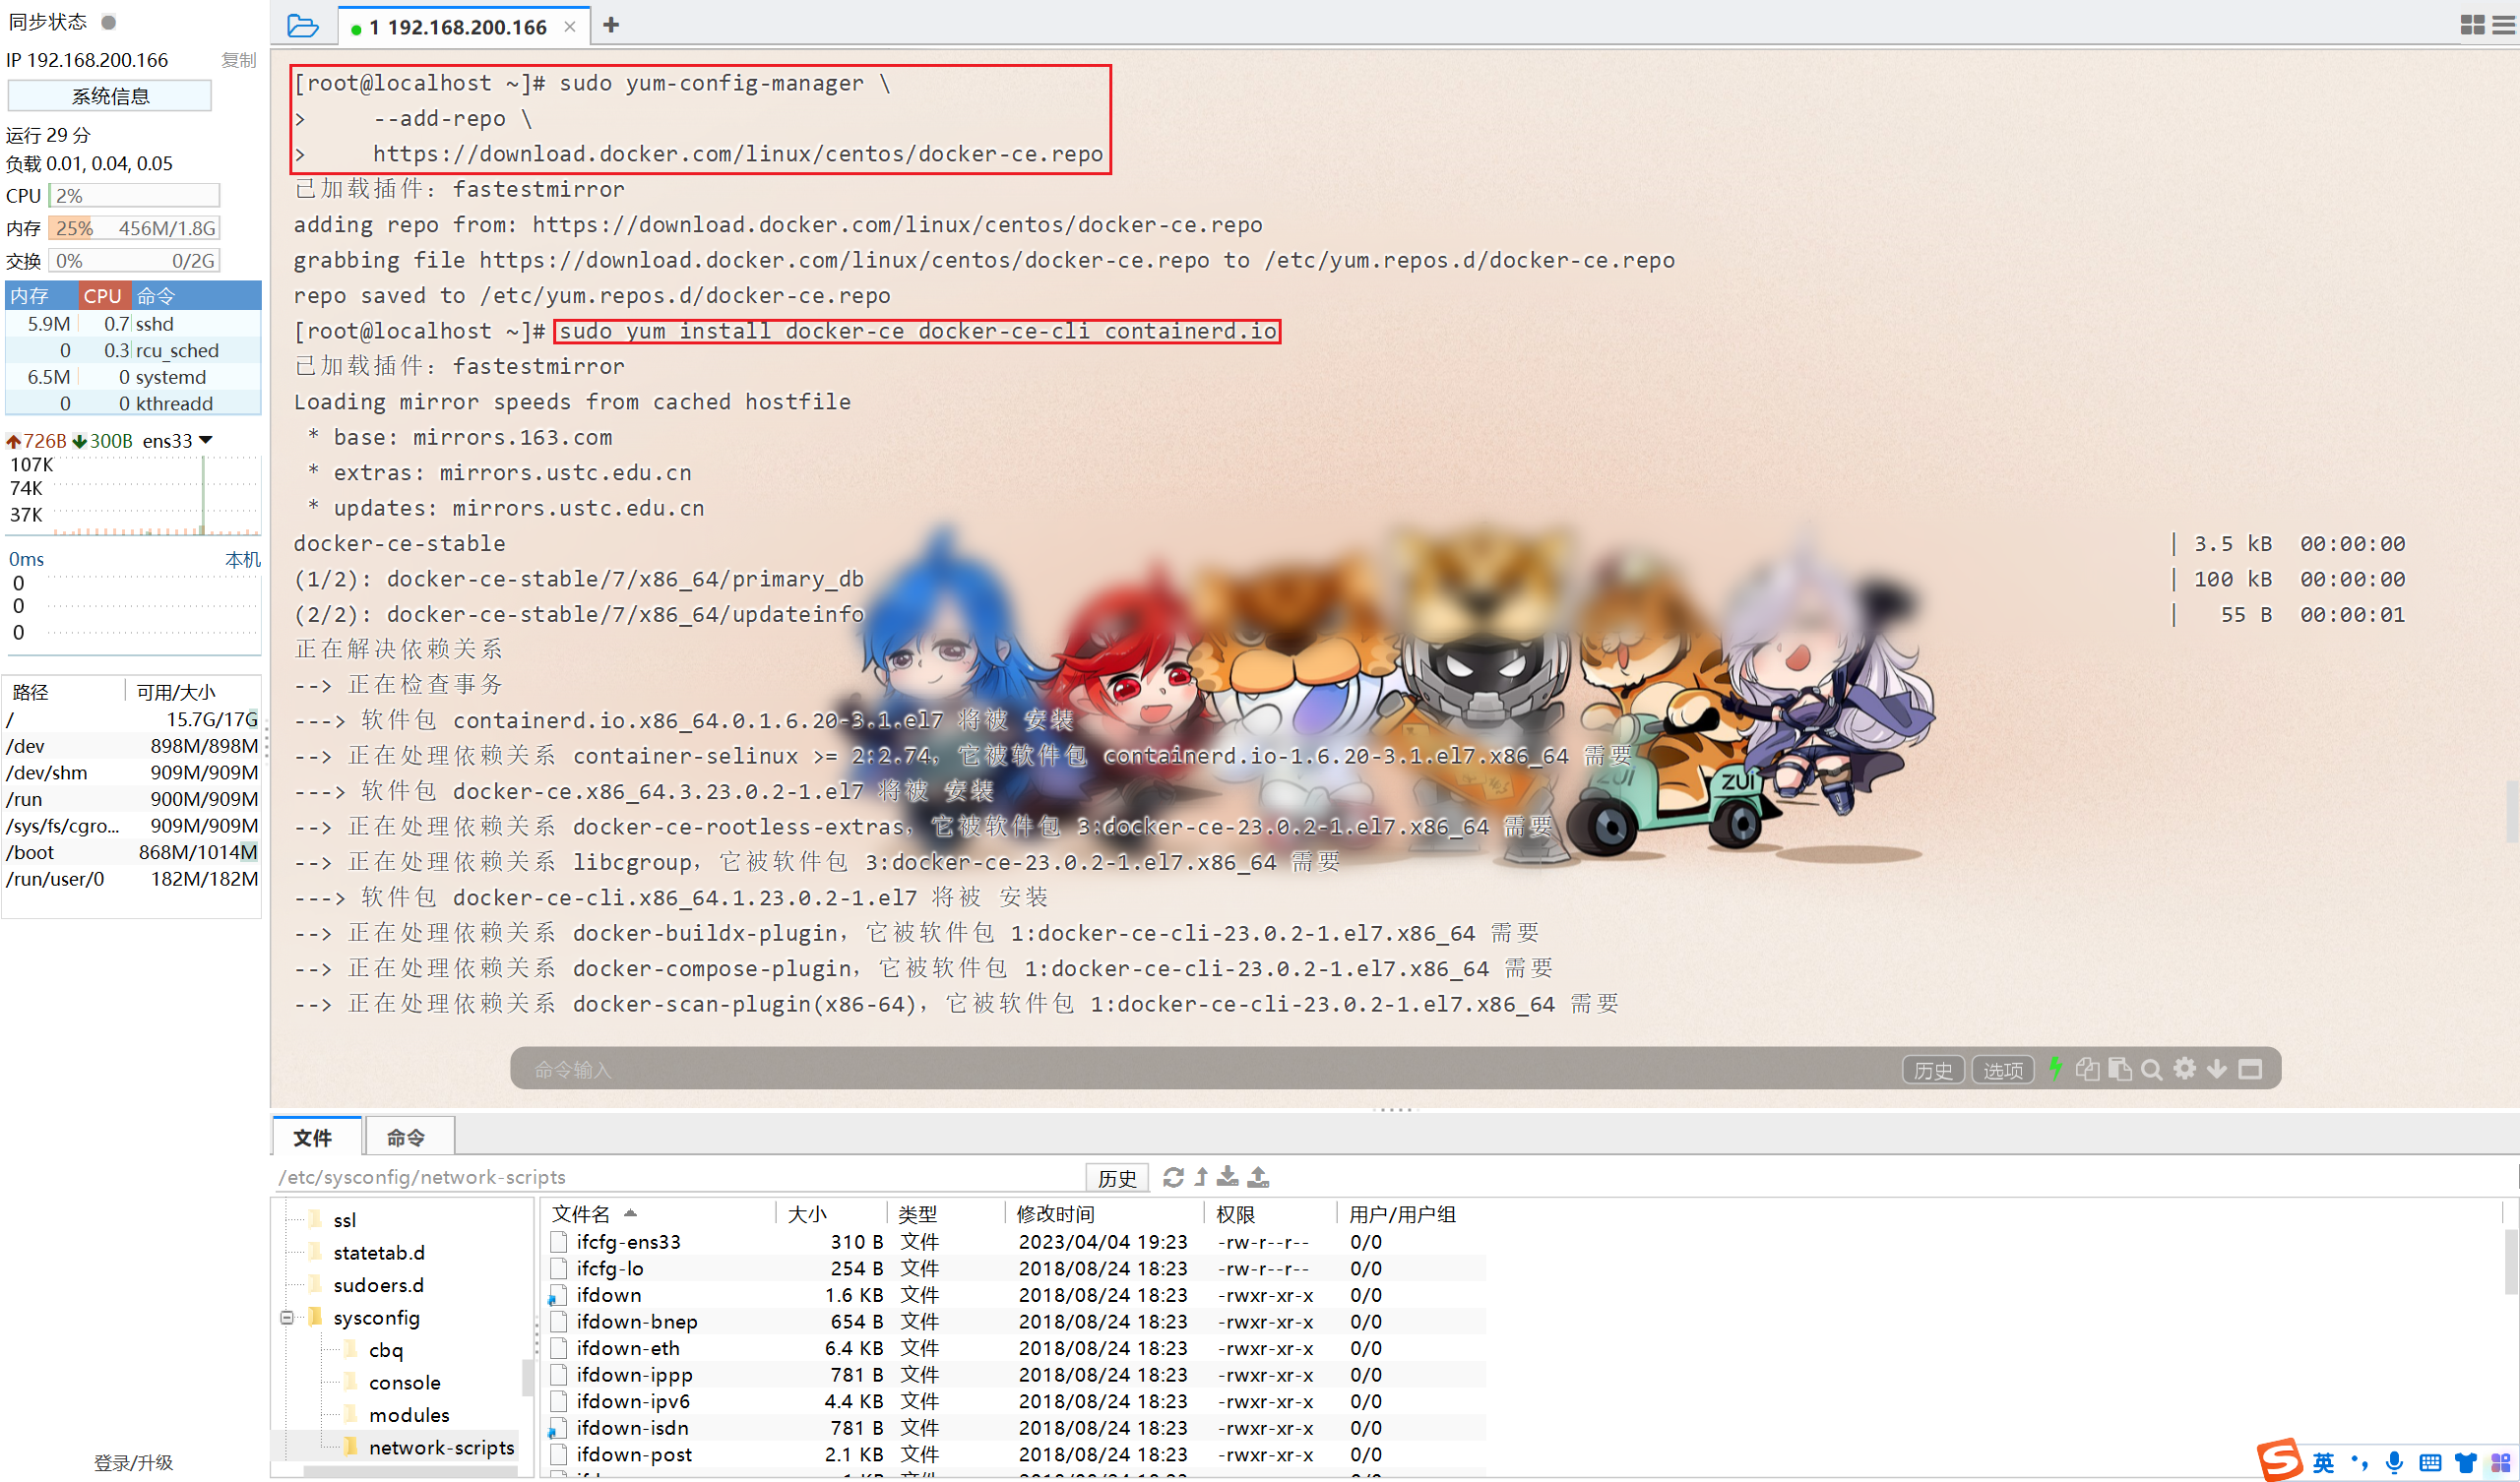 同步状态
IP 192.168.200.166 复制
系统信息
运行 29 分
负载 0.01, 0.04, 0.05
CPU 2%
内存 25% 456M/1.8G
交换 0% 0/2G
内存 CPU 命令
5.9M 0.7 sshd
0 0.3 rcu_sched
6.5M 0 systemd
0 0 kthreadd
726B 300B ens33
107K
74K
37K
0ms 本机
0
0
0
路径 可用/大小
/ 15.7G/17G
/dev 898M/898M
/dev/shm 909M/909M
/run 900M/909M
/sys/fs/cgro... 909M/909M
/boot 868M/1014M
/run/user/0 182M/182M
登录/升级
1 192.168.200.166
[root@localhost ~]# sudo yum-config-manager \
> --add-repo \
> https://download.docker.com/linux/centos/docker-ce.repo
已加载插件: fastestmirror
adding repo from: https://download.docker.com/linux/centos/docker-ce.repo
grabbing file https://download.docker.com/linux/centos/docker-ce.repo to /etc/yum.repos.d/docker-ce.repo
repo saved to /etc/yum.repos.d/docker-ce.repo
[root@localhost ~]# sudo yum install docker-ce docker-ce-cli containerd.io
已加载插件: fastestmirror
Loading mirror speeds from cached hostfile
* base: mirrors.163.com
* extras: mirrors.ustc.edu.cn
* updates: mirrors.ustc.edu.cn
docker-ce-stable | 3.5 kB 00:00:00
(1/2): docker-ce-stable/7/x86_64/primary_db | 100 kB 00:00:00
(2/2): docker-ce-stable/7/x86_64/updateinfo | 55 B 00:00:01
正在解决依赖关系
--> 正在检查事务
---> 软件包 containerd.io.x86_64.0.1.6.20-3.1.el7 将被 安装
--> 正在处理依赖关系 container-selinux >= 2:2.74，它被软件包 containerd.io-1.6.20-3.1.el7.x86_64 需要
---> 软件包 docker-ce.x86_64.3.23.0.2-1.el7 将被 安装
--> 正在处理依赖关系 docker-ce-rootless-extras，它被软件包 3:docker-ce-23.0.2-1.el7.x86_64 需要
--> 正在处理依赖关系 libcgroup，它被软件包 3:docker-ce-23.0.2-1.el7.x86_64 需要
---> 软件包 docker-ce-cli.x86_64.1.23.0.2-1.el7 将被 安装
--> 正在处理依赖关系 docker-buildx-plugin，它被软件包 1:docker-ce-cli-23.0.2-1.el7.x86_64 需要
--> 正在处理依赖关系 docker-compose-plugin，它被软件包 1:docker-ce-cli-23.0.2-1.el7.x86_64 需要
--> 正在处理依赖关系 docker-scan-plugin(x86-64)，它被软件包 1:docker-ce-cli-23.0.2-1.el7.x86_64 需要
ZUI
ZUI
命令输入 历史 选项
文件 命令
/etc/sysconfig/network-scripts 历史
ssl
statetab.d
sudoers.d
sysconfig
cbq
console
modules
network-scripts
文件名 大小 类型 修改时间 权限 用户/用户组
ifcfg-ens33 310 B 文件 2023/04/04 19:23 -rw-r--r-- 0/0
ifcfg-lo 254 B 文件 2018/08/24 18:23 -rw-r--r-- 0/0
ifdown 1.6 KB 文件 2018/08/24 18:23 -rwxr-xr-x 0/0
ifdown-bnep 654 B 文件 2018/08/24 18:23 -rwxr-xr-x 0/0
ifdown-eth 6.4 KB 文件 2018/08/24 18:23 -rwxr-xr-x 0/0
ifdown-ippp 781 B 文件 2018/08/24 18:23 -rwxr-xr-x 0/0
ifdown-ipv6 4.4 KB 文件 2018/08/24 18:23 -rwxr-xr-x 0/0
ifdown-isdn 781 B 文件 2018/08/24 18:23 -rwxr-xr-x 0/0
ifdown-post 2.1 KB 文件 2018/08/24 18:23 -rwxr-xr-x 0/0
S 英